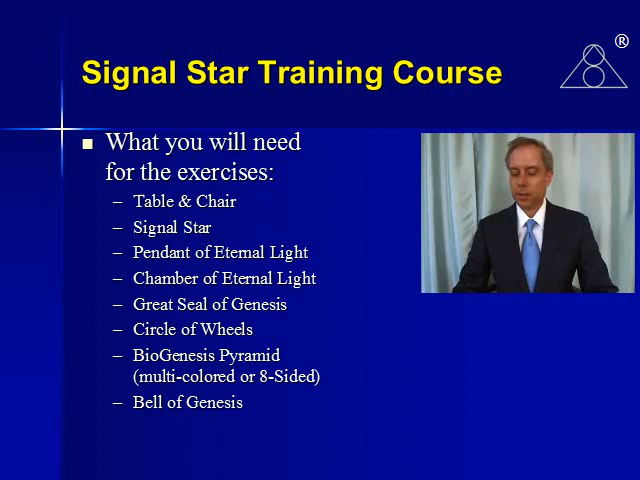 ®
Signal Star Training Course
■ What you will need
for the exercises:
– Table & Chair
– Signal Star
– Pendant of Eternal Light
– Chamber of Eternal Light
– Great Seal of Genesis
– Circle of Wheels
– BioGenesis Pyramid
(multi-colored or 8-Sided)
– Bell of Genesis